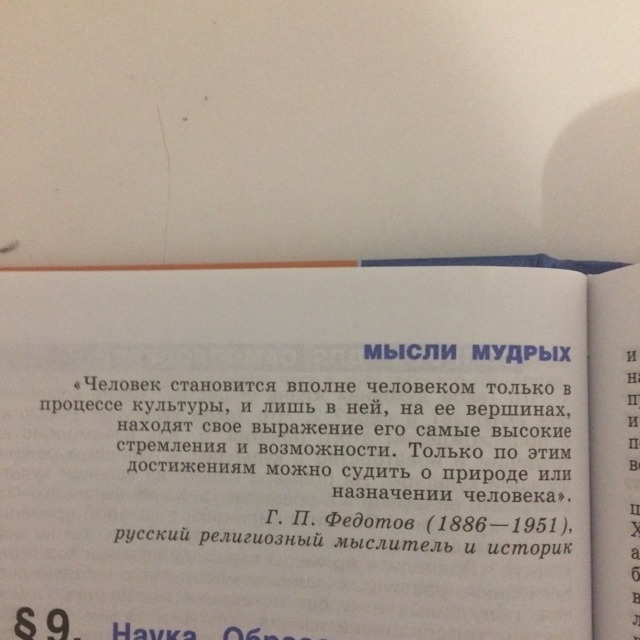 МЫСЛИ МУДРЫХ
«Человек становится вполне человеком только в
процессе культуры, и лишь в ней, на ее вершинах,
находят свое выражение его самые высокие
стремления и возможности. Только по этим
достижениям можно судить о природе или
назначении человека».
Г. П. Федотов (1886—1951),
русский религиозный мыслитель и историк
§ 9. Наука.
и